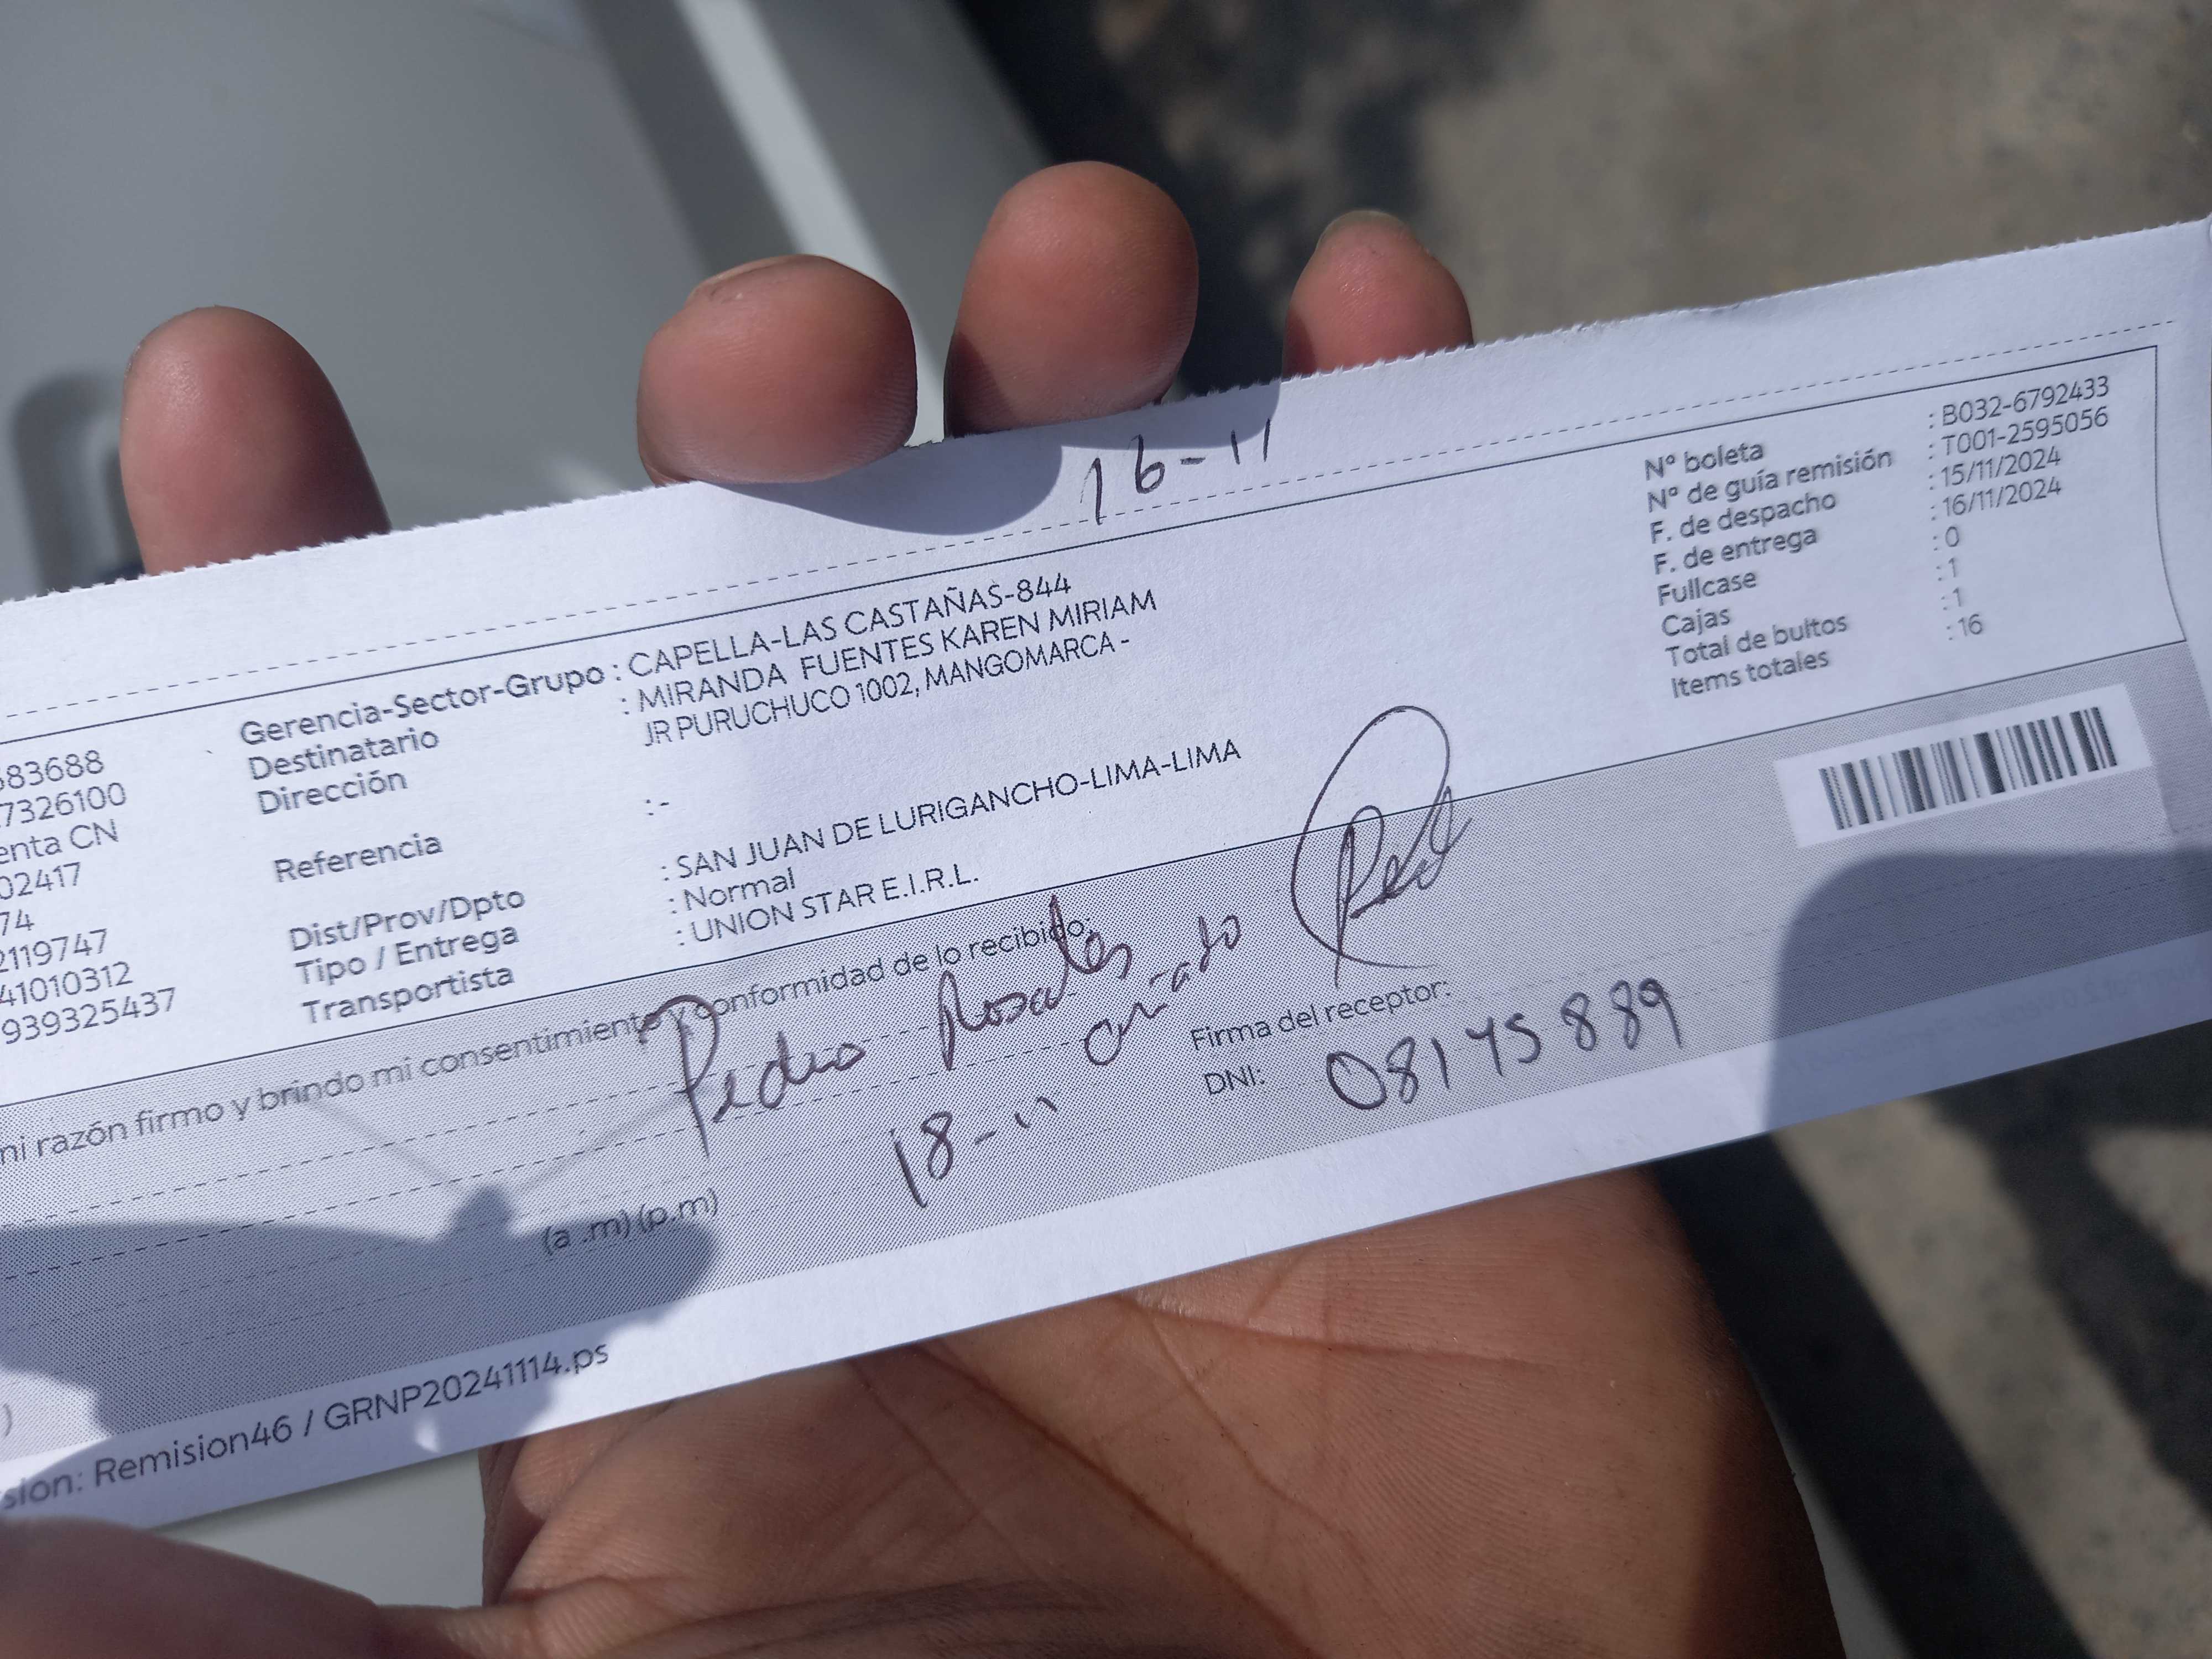 16-11
Nº boleta : B032-6792433
Nº de guía remisión : T001-2595056
F. de despacho : 15/11/2024
F. de entrega : 16/11/2024
Fullcase : 0
Cajas : 1
Total de bultos : 1
Items totales : 16
Gerencia-Sector-Grupo : CAPELLA-LAS CASTAÑAS-844
Destinatario : MIRANDA FUENTES KAREN MIRIAM
Dirección JR PURUCHUCO 1002, MANGOMARCA -
Referencia : -
Dist/Prov/Dpto : SAN JUAN DE LURIGANCHO-LIMA-LIMA
Tipo / Entrega : Normal
Transportista : UNION STAR E.I.R.L.
83688
7326100
enta CN
02417
74
2119747
41010312
939325437
mi razón firmo y brindo mi consentimiento y conformidad de lo recibido:
Pedro Rosales
18-11
Firma del receptor:
DNI: 08145889
(a .m) (p.m)
)
sion: Remision46 / GRNP20241114.ps